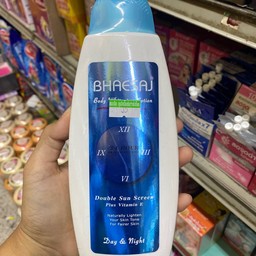 BHAESAJ
Body
XII
IX
III
VI
Double Sun Screen
Plus Vitamin E
Naturally Lighten
Your Skin Tone
For Fairer Skin
Day & Night